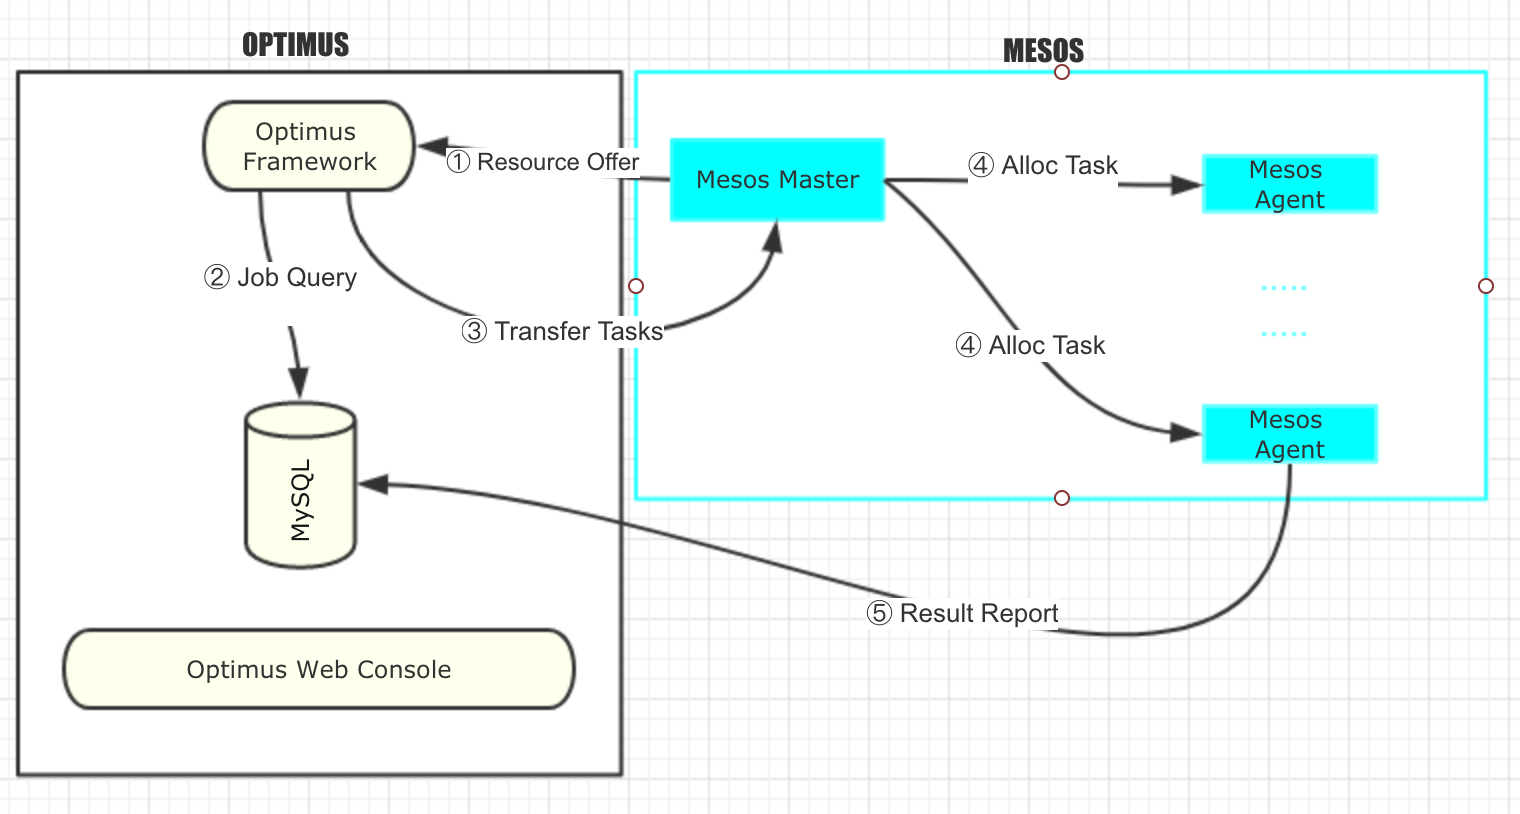 OPTIMUS
MESOS
Optimus
Framework
① Resource Offer
Mesos Master
④ Alloc Task
Mesos
Agent
② Job Query
③ Transfer Tasks
.....
.....
④ Alloc Task
Mesos
Agent
MySQL
⑤ Result Report
Optimus Web Console